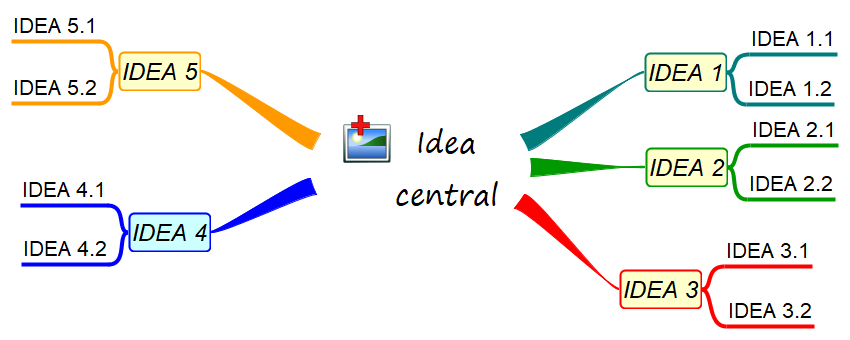 Idea
central
IDEA 1
IDEA 1.1
IDEA 1.2
IDEA 2
IDEA 2.1
IDEA 2.2
IDEA 3
IDEA 3.1
IDEA 3.2
IDEA 4
IDEA 4.1
IDEA 4.2
IDEA 5
IDEA 5.1
IDEA 5.2